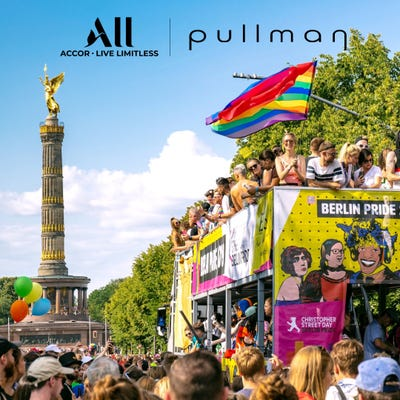 ALL
ACCOR · LIVE LIMITLESS
pullman
BERLIN PRIDE
CHRISTOPHER
STREET DAY